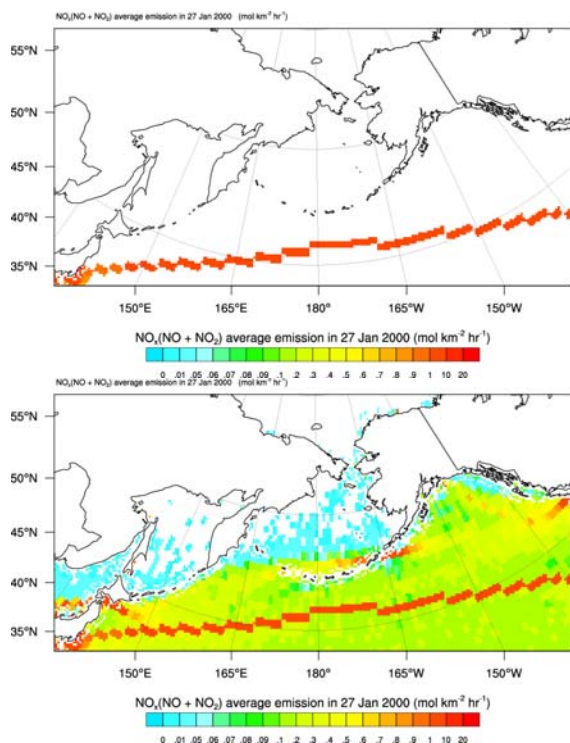 NOₓ(NO + NO₂) average emission in 27 Jan 2000 (mol km⁻² hr⁻¹)
55°N
50°N
45°N
40°N
35°N
150°E 165°E 180° 165°W 150°W
NOₓ(NO + NO₂) average emission in 27 Jan 2000 (mol km⁻² hr⁻¹)
0 .01 .05 .06 .07 .08 .09 .1 .2 .3 .4 .5 .6 .7 .8 .9 1 10 20
NOₓ(NO + NO₂) average emission in 27 Jan 2000 (mol km⁻² hr⁻¹)
55°N
50°N
45°N
40°N
35°N
150°E 165°E 180° 165°W 150°W
NOₓ(NO + NO₂) average emission in 27 Jan 2000 (mol km⁻² hr⁻¹)
0 .01 .05 .06 .07 .08 .09 .1 .2 .3 .4 .5 .6 .7 .8 .9 1 10 20